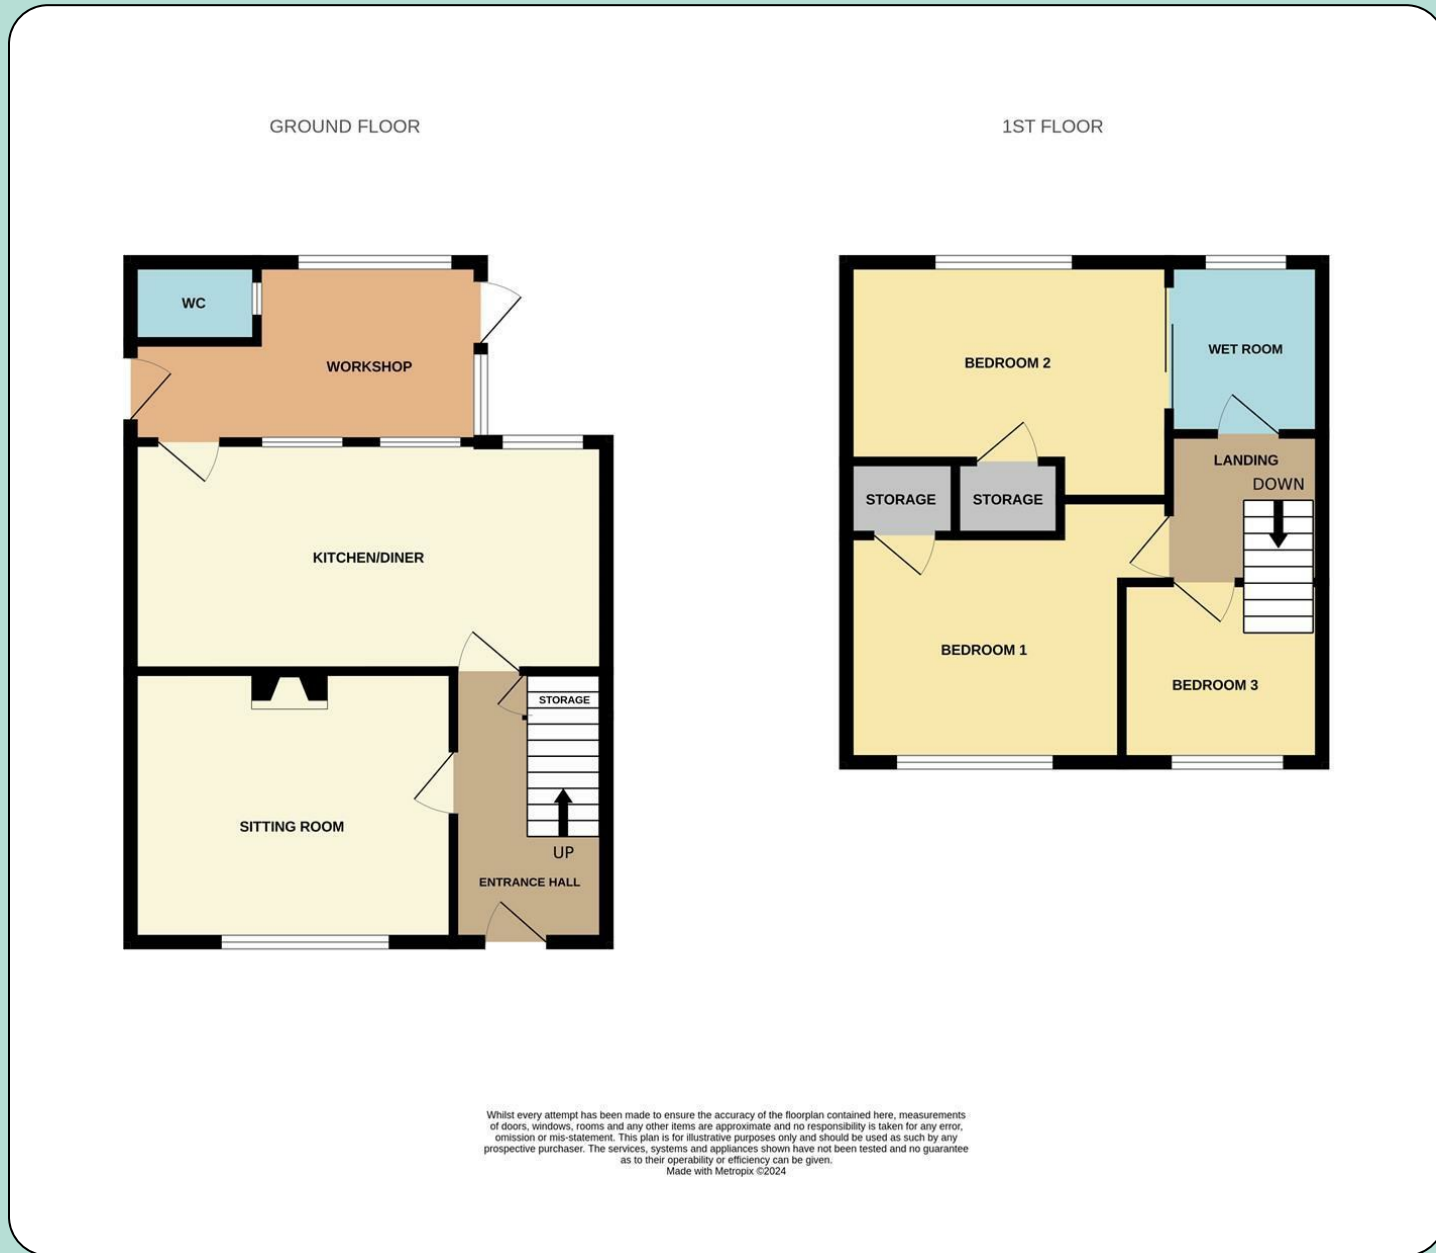 GROUND FLOOR
WC
WORKSHOP
KITCHEN/DINER
STORAGE
SITTING ROOM
UP
ENTRANCE HALL
1ST FLOOR
BEDROOM 2
WET ROOM
LANDING
DOWN
STORAGE
STORAGE
BEDROOM 1
BEDROOM 3
Whilst every attempt has been made to ensure the accuracy of the floorplan contained here, measurements
of doors, windows, rooms and any other items are approximate and no responsibility is taken for any error,
omission or mis-statement. This plan is for illustrative purposes only and should be used as such by any
prospective purchaser. The services, systems and appliances shown have not been tested and no guarantee
as to their operability or efficiency can be given.
Made with Metropix ©2024